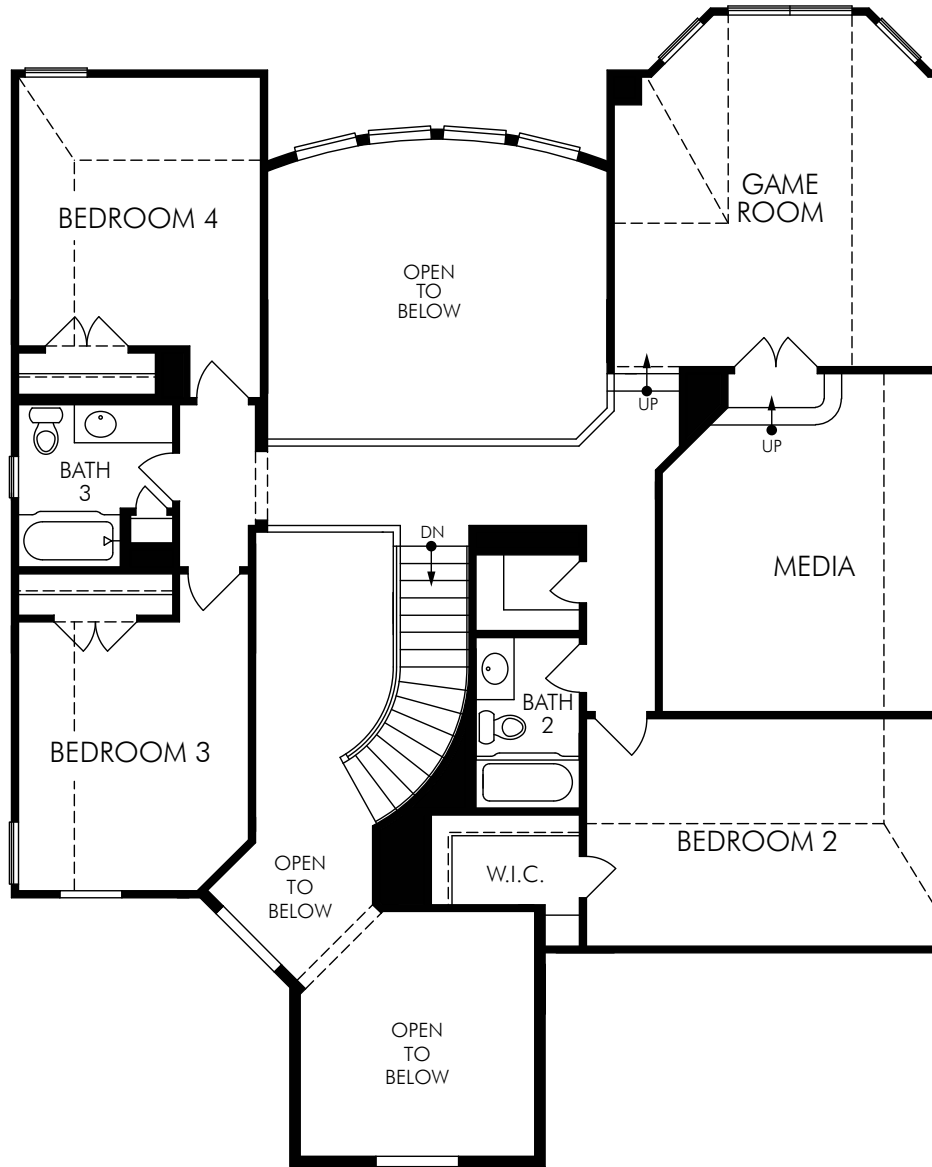 GAME
ROOM
BEDROOM 4
OPEN
TO
BELOW
UP
UP
BATH
3
DN
MEDIA
BATH
2
BEDROOM 3
BEDROOM 2
OPEN
TO
BELOW
W.I.C.
OPEN
TO
BELOW